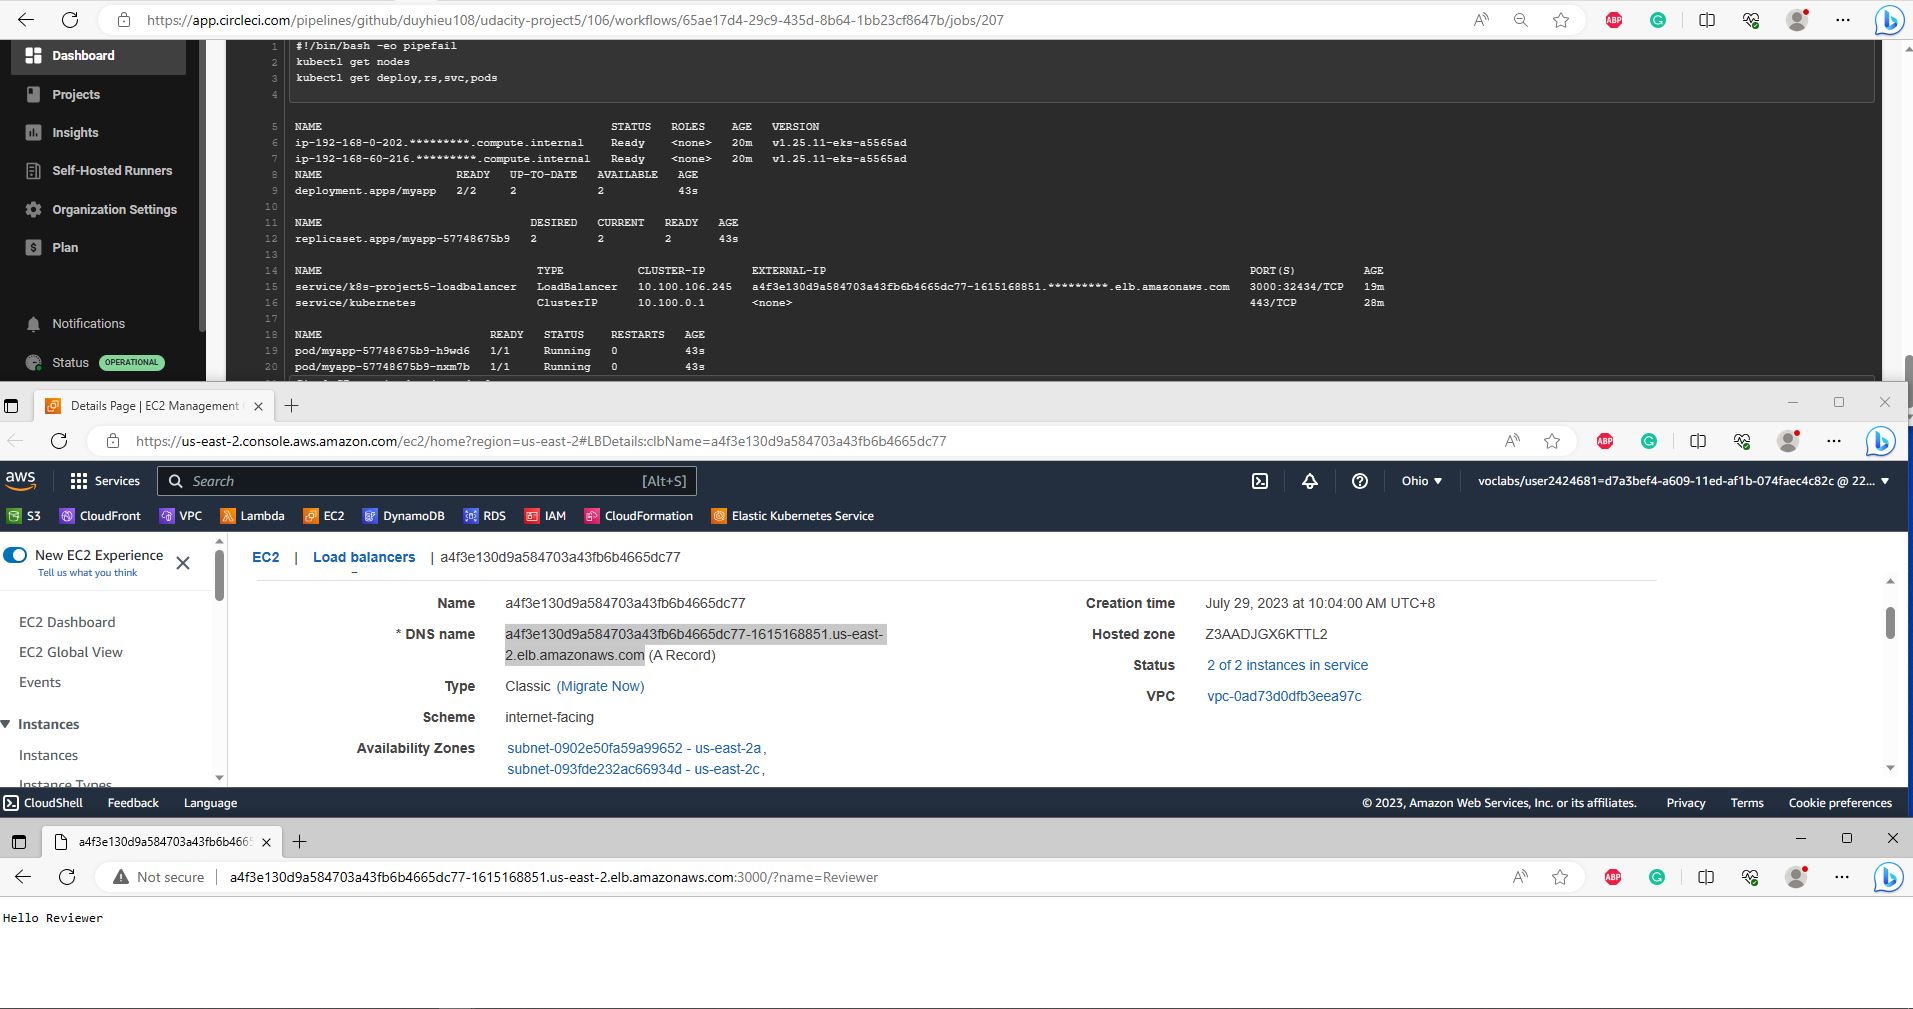 https://app.circleci.com/pipelines/github/duyhieu108/udacity-project5/106/workflows/65ae17d4-29c9-435d-8b64-1bb23cf8647b/jobs/207
Dashboard
Projects
Insights
Self-Hosted Runners
Organization Settings
Plan
Notifications
Status OPERATIONAL
1 #!/bin/bash -eo pipefail
2 kubectl get nodes
3 kubectl get deploy,rs,svc,pods
4
5 NAME STATUS ROLES AGE VERSION
6 ip-192-168-0-202.*********.compute.internal Ready <none> 20m v1.25.11-eks-a5565ad
7 ip-192-168-60-216.*********.compute.internal Ready <none> 20m v1.25.11-eks-a5565ad
8 NAME READY UP-TO-DATE AVAILABLE AGE
9 deployment.apps/myapp 2/2 2 2 43s
10
11 NAME DESIRED CURRENT READY AGE
12 replicaset.apps/myapp-57748675b9 2 2 2 43s
13
14 NAME TYPE CLUSTER-IP EXTERNAL-IP PORT(S) AGE
15 service/k8s-project5-loadbalancer LoadBalancer 10.100.106.245 a4f3e130d9a584703a43fb6b4665dc77-1615168851.*********.elb.amazonaws.com 3000:32434/TCP 19m
16 service/kubernetes ClusterIP 10.100.0.1 <none> 443/TCP 28m
17
18 NAME READY STATUS RESTARTS AGE
19 pod/myapp-57748675b9-h9wd6 1/1 Running 0 43s
20 pod/myapp-57748675b9-nxm7b 1/1 Running 0 43s
Details Page | EC2 Management
https://us-east-2.console.aws.amazon.com/ec2/home?region=us-east-2#LBDetails:clbName=a4f3e130d9a584703a43fb6b4665dc77
aws Services Search [Alt+S] Ohio voclabs/user2424681=d7a3bef4-a609-11ed-af1b-074faec4c82c @ 22...
S3 CloudFront VPC Lambda EC2 DynamoDB RDS IAM CloudFormation Elastic Kubernetes Service
New EC2 Experience
Tell us what you think
EC2 Dashboard
EC2 Global View
Events
Instances
Instances
Instance Types
EC2 | Load balancers | a4f3e130d9a584703a43fb6b4665dc77
Name a4f3e130d9a584703a43fb6b4665dc77
* DNS name a4f3e130d9a584703a43fb6b4665dc77-1615168851.us-east-
2.elb.amazonaws.com (A Record)
Type Classic (Migrate Now)
Scheme internet-facing
Availability Zones subnet-0902e50fa59a99652 - us-east-2a,
subnet-093fde232ac66934d - us-east-2c,
Creation time July 29, 2023 at 10:04:00 AM UTC+8
Hosted zone Z3AADJGX6KTTL2
Status 2 of 2 instances in service
VPC vpc-0ad73d0dfb3eea97c
CloudShell Feedback Language © 2023, Amazon Web Services, Inc. or its affiliates. Privacy Terms Cookie preferences
a4f3e130d9a584703a43fb6b4665
Not secure a4f3e130d9a584703a43fb6b4665dc77-1615168851.us-east-2.elb.amazonaws.com:3000/?name=Reviewer
Hello Reviewer